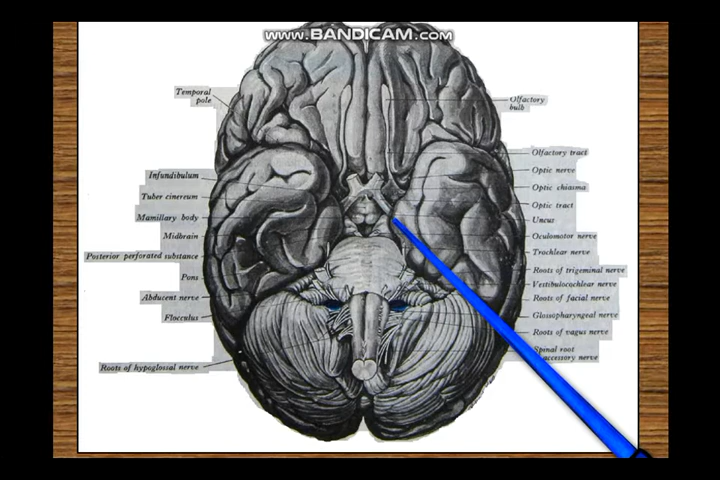 www.BANDICAM.com
Temporal
pole
Infundibulum
Tuber cinereum
Mamillary body
Midbrain
Posterior perforated substance
Pons
Abducent nerve
Flocculus
Roots of hypoglossal nerve
Olfactory
bulb
Olfactory tract
Optic nerve
Optic chiasma
Optic tract
Uncus
Oculomotor nerve
Trochlear nerve
Roots of trigeminal nerve
Vestibulocochlear nerve
Roots of facial nerve
Glossopharyngeal nerve
Roots of vagus nerve
Spinal root
accessory nerve